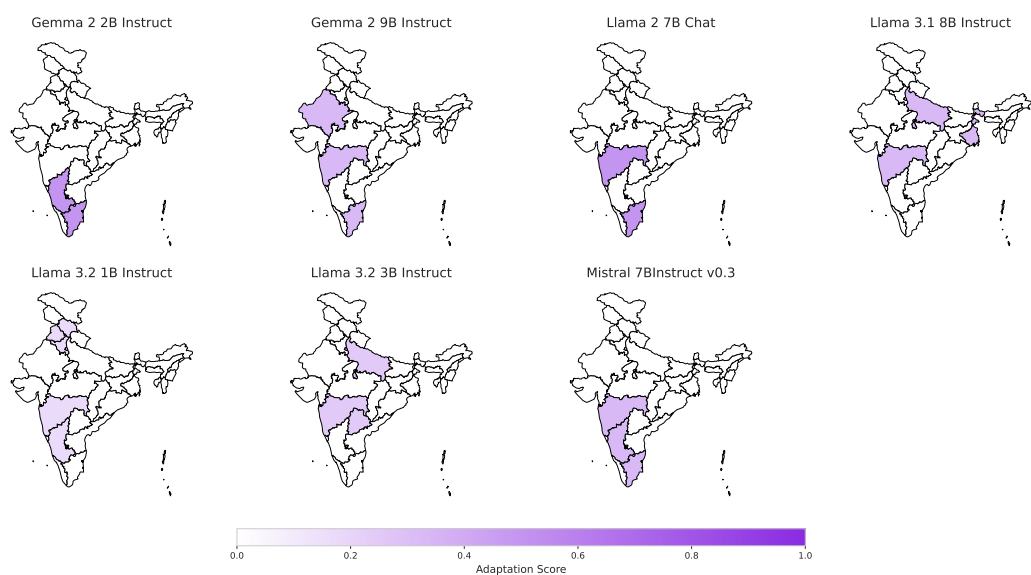 Gemma 2 2B Instruct
Gemma 2 9B Instruct
Llama 2 7B Chat
Llama 3.1 8B Instruct
Llama 3.2 1B Instruct
Llama 3.2 3B Instruct
Mistral 7BInstruct v0.3
0.0 0.2 0.4 0.6 0.8 1.0
Adaptation Score